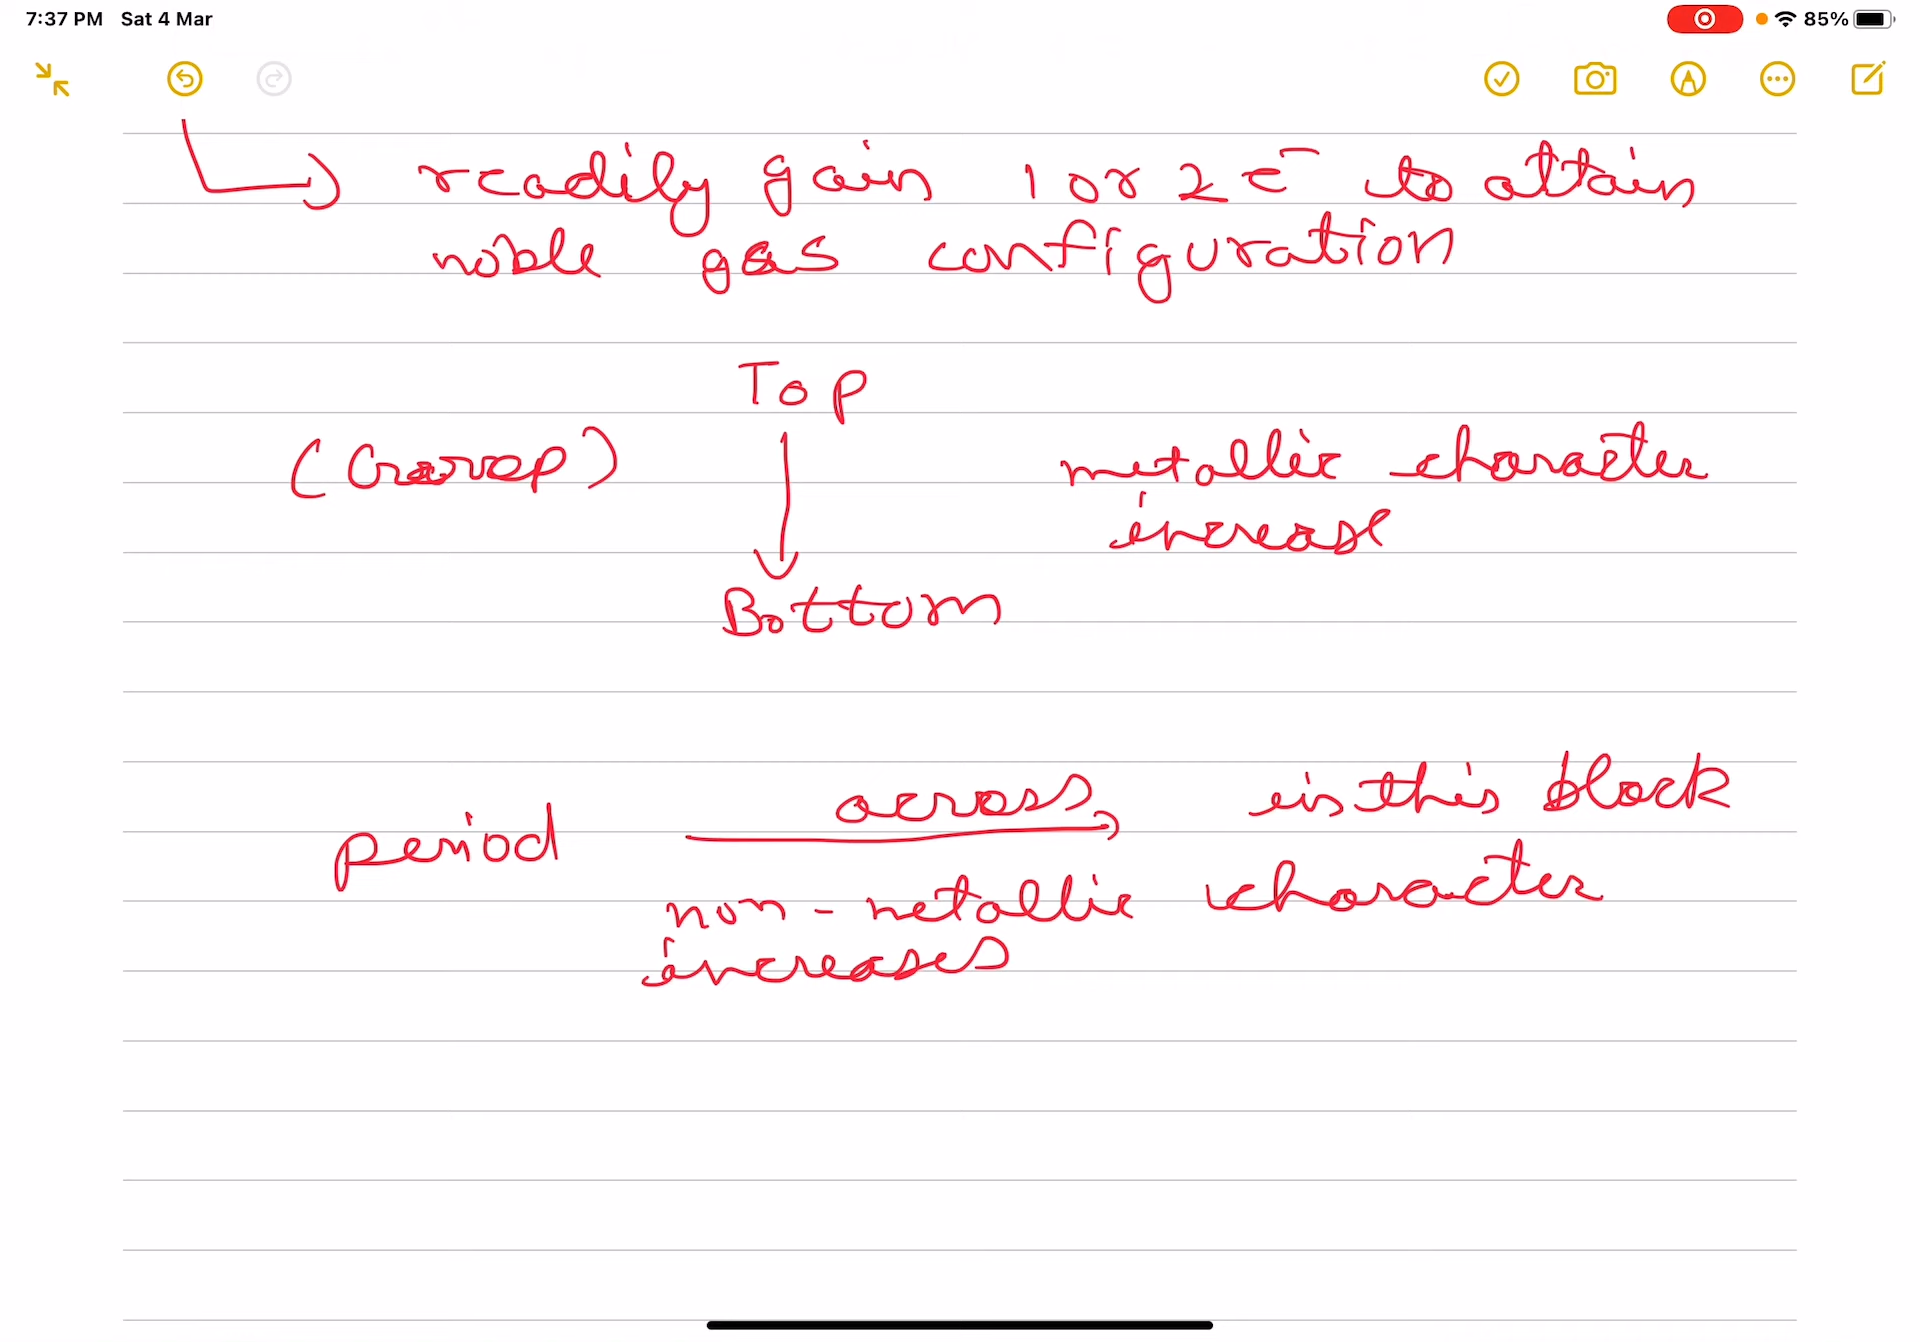 7:37 PM Sat 4 Mar 85%
readily gain 1 or 2 e⁻ to attain
noble gas configuration
Top
(Group) metallic character
increase
Bottom
across in this block
period
non-metallic character
increases